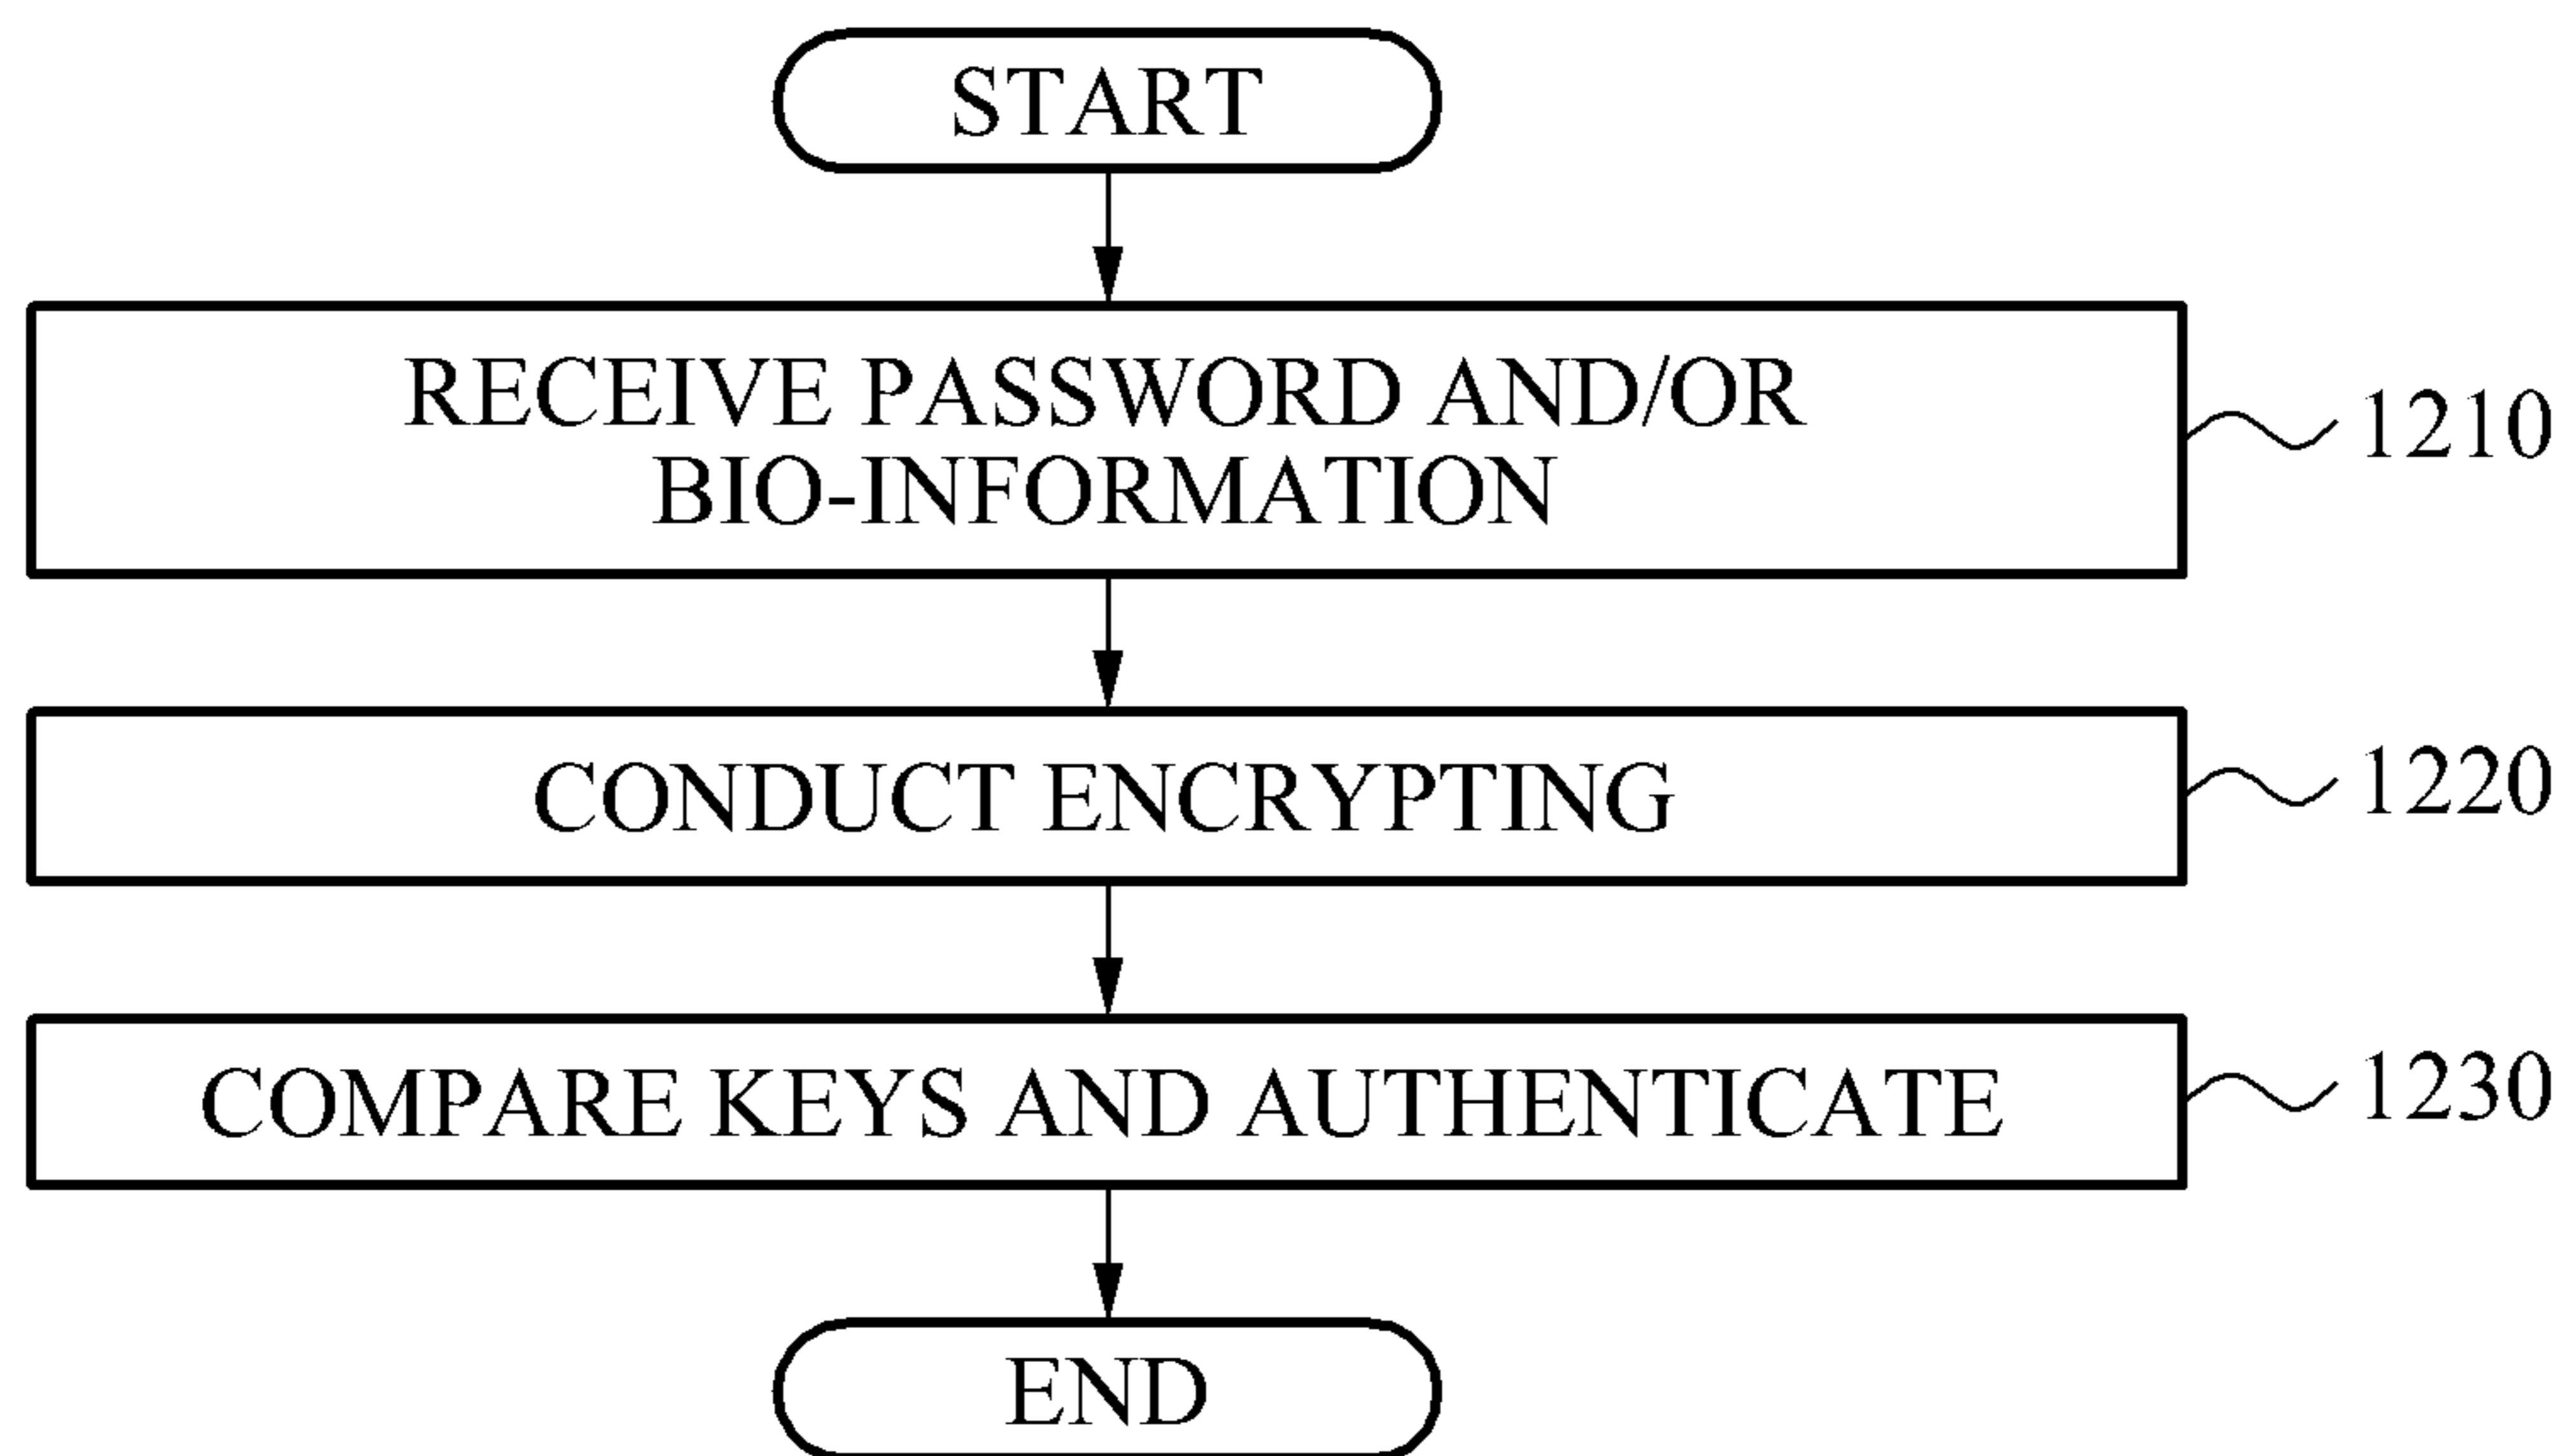 START
RECEIVE PASSWORD AND/OR
BIO-INFORMATION
1210
CONDUCT ENCRYPTING
1220
COMPARE KEYS AND AUTHENTICATE
1230
END